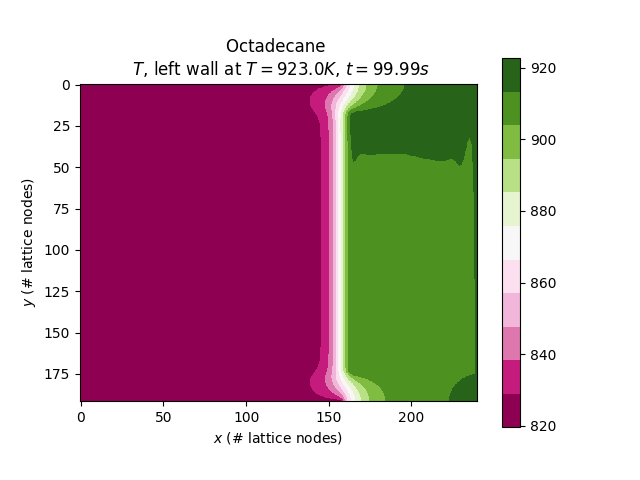 Octadecane
T, left wall at T = 923.0K, t = 99.99s
0
25
50
75
100
125
150
175
y (# lattice nodes)
0 50 100 150 200
x (# lattice nodes)
920
900
880
860
840
820